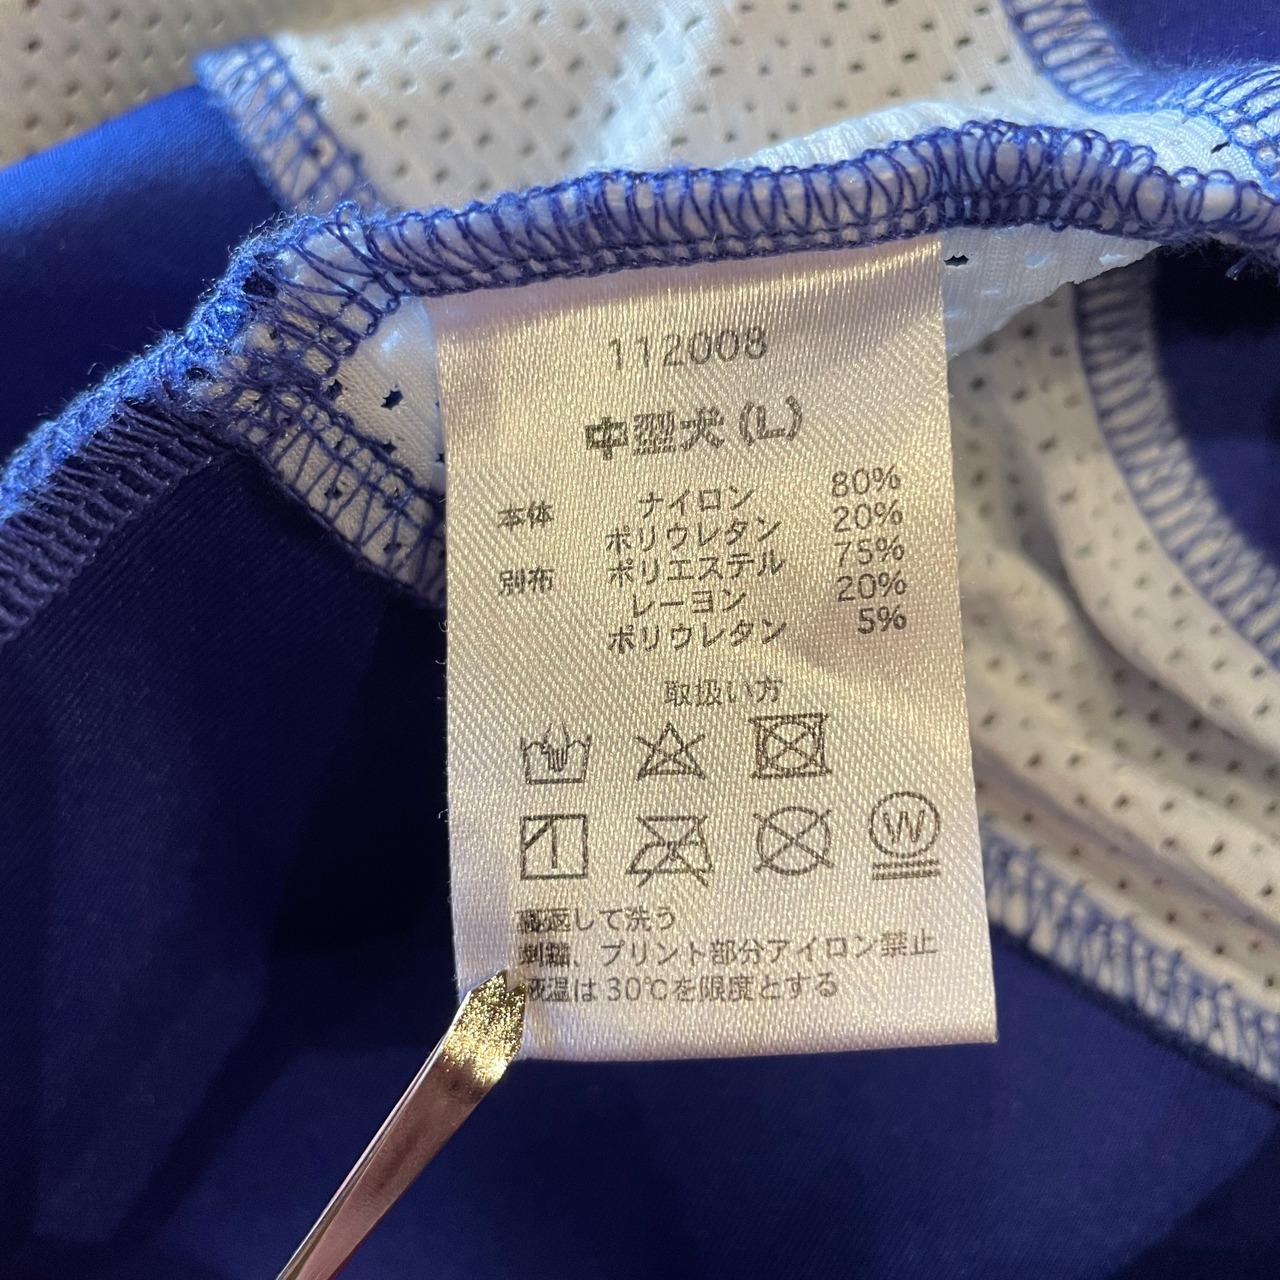 112008
中型犬(L)
本体 ナイロン 80%
ポリウレタン 20%
別布 ポリエステル 75%
レーヨン 20%
ポリウレタン 5%
取扱い方
W
して洗う
刺繍、プリント部分アイロン禁止
液温は30℃を限度とする